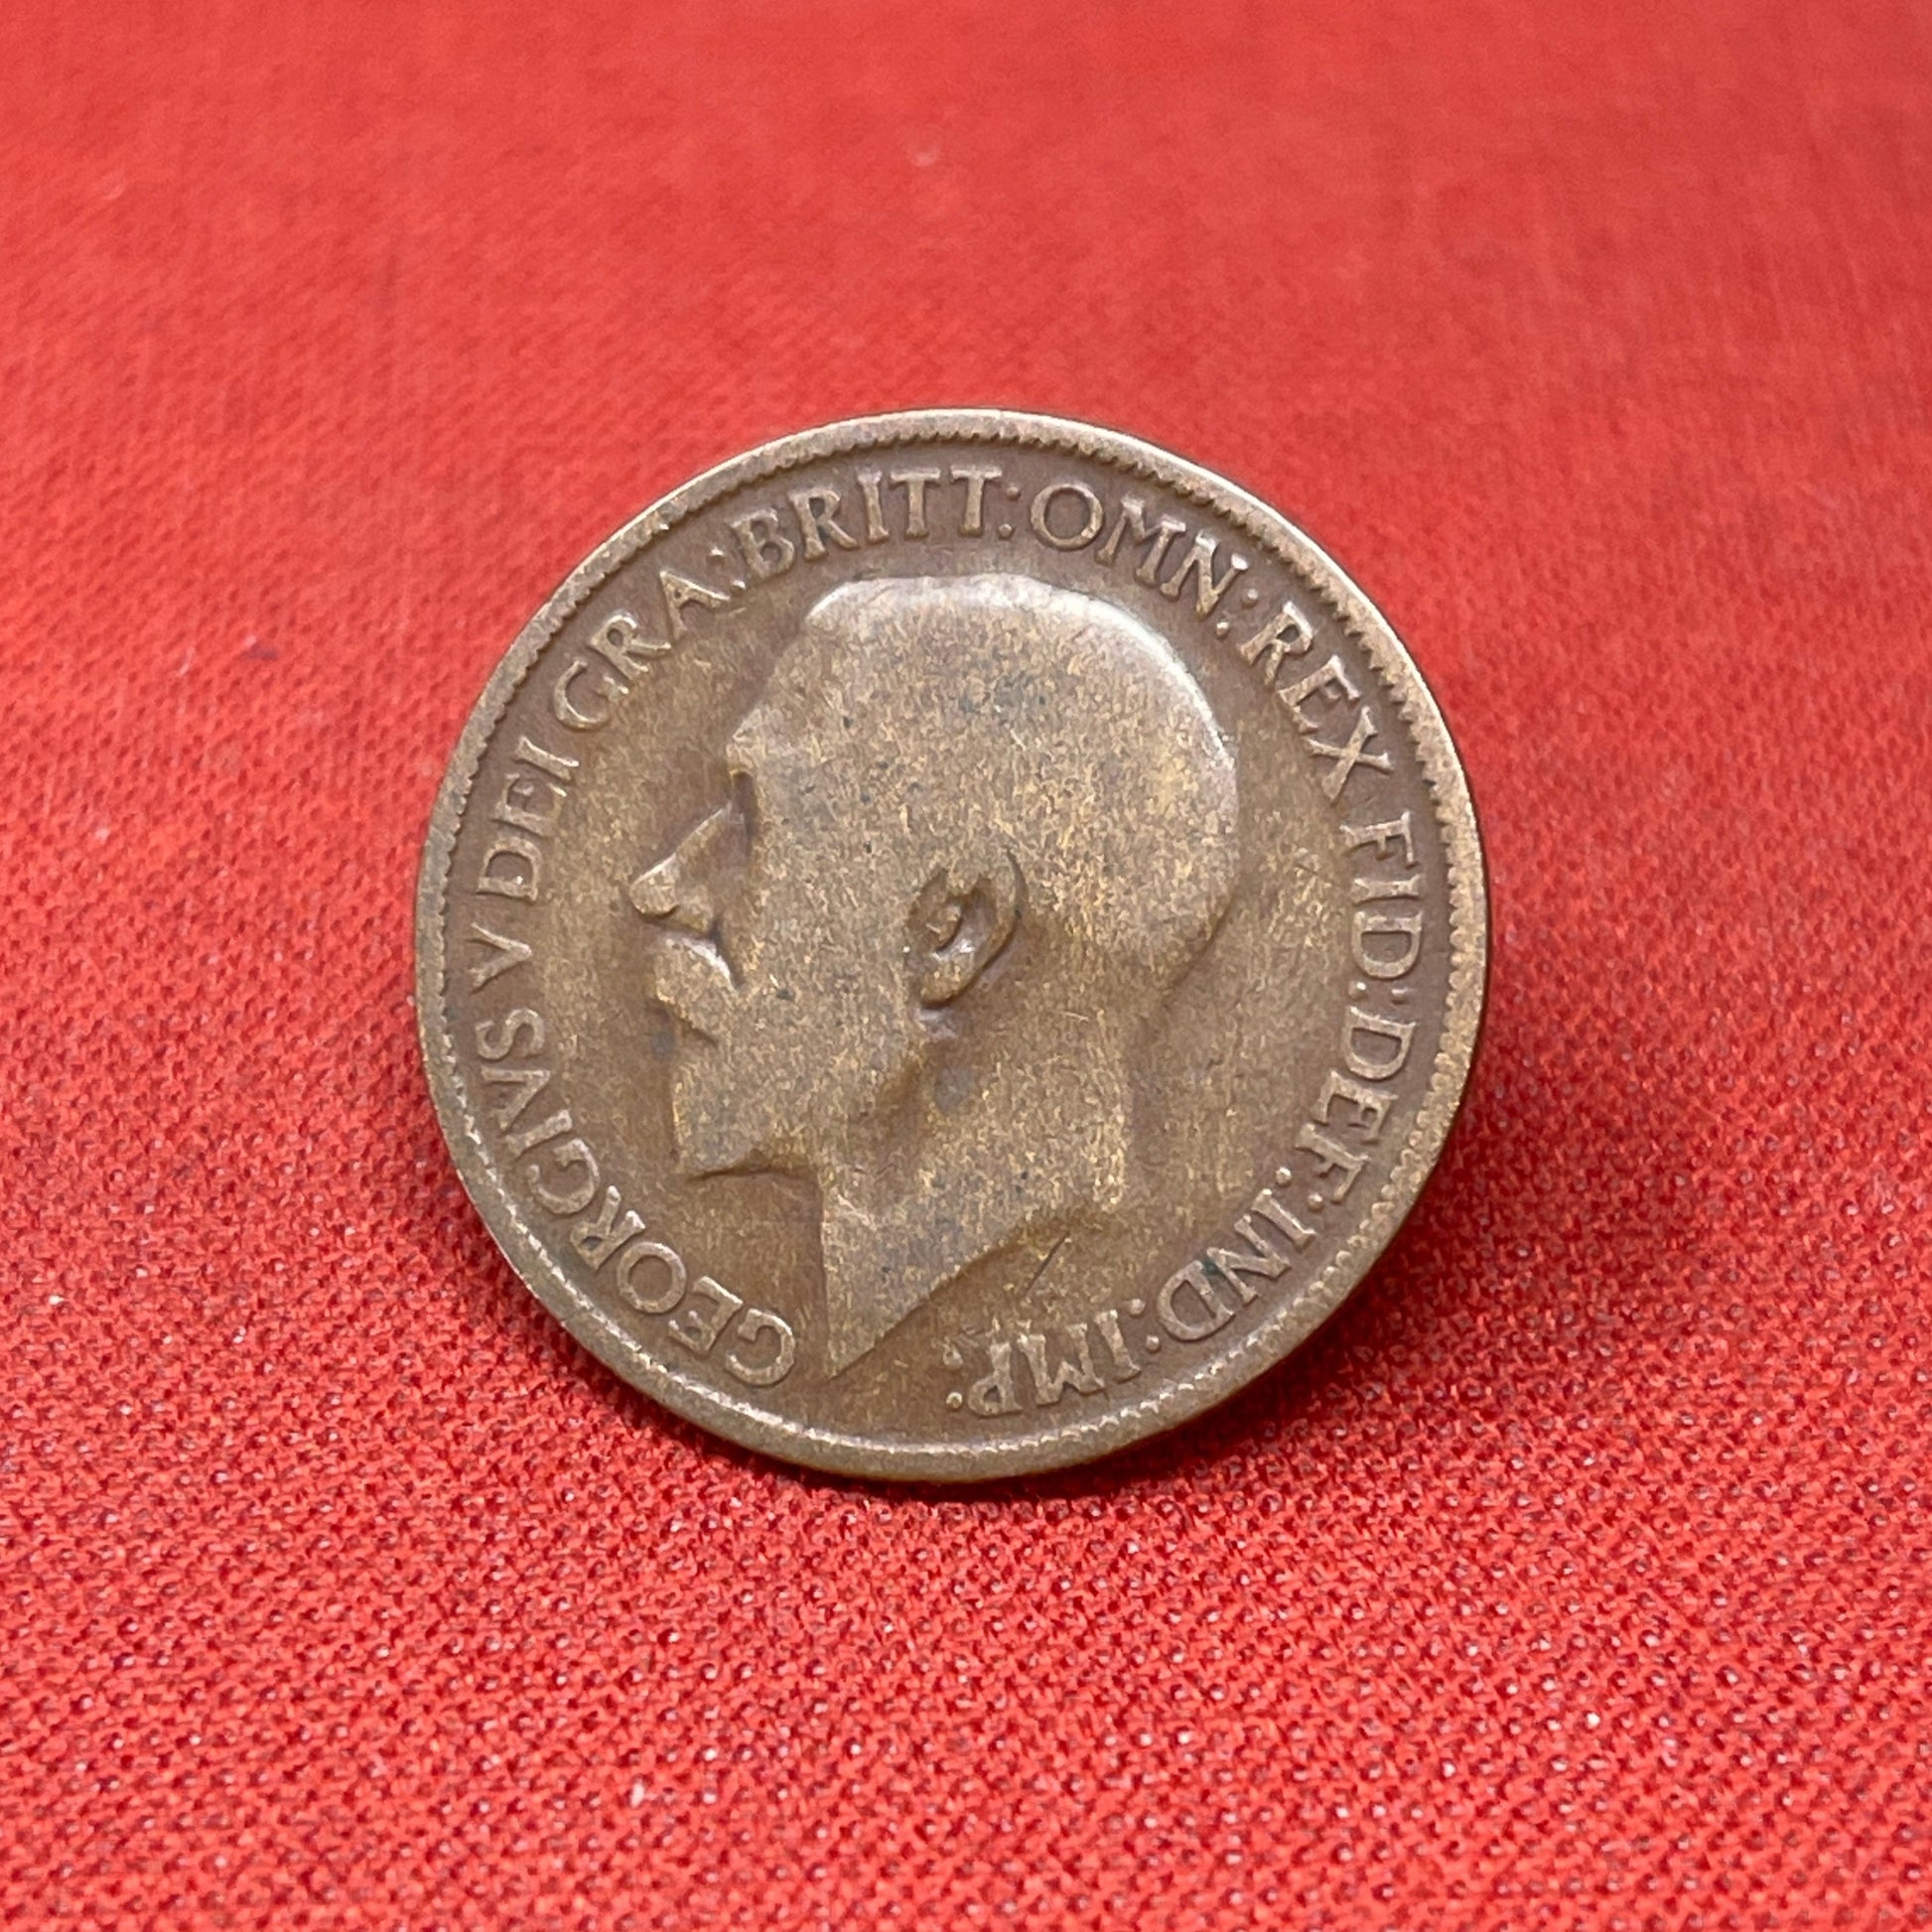 GEORGIVS V DEI GRA: BRITT: OMN: REX FID: DEF: IND: IMP: